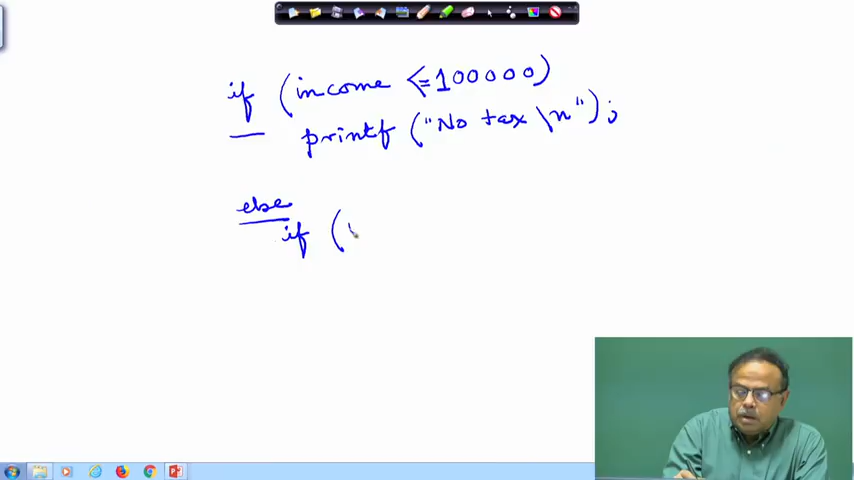 if (income <= 100000)
printf ("No tax \n");
else
if (